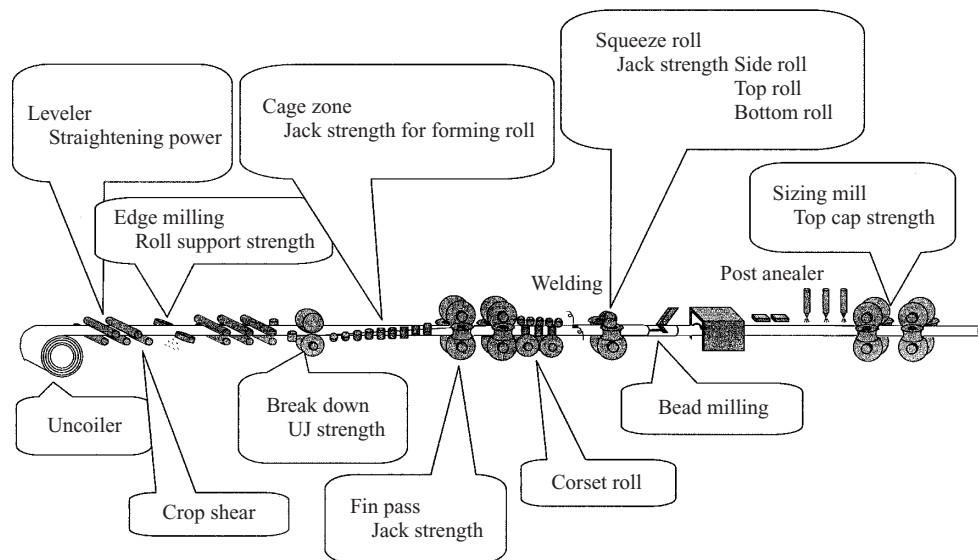 Squeeze roll
Jack strength Side roll
Top roll
Bottom roll
Leveler
Straightening power
Cage zone
Jack strength for forming roll
Edge milling
Roll support strength
Sizing mill
Top cap strength
Welding
Post anealer
Uncoiler
Break down
UJ strength
Bead milling
Crop shear
Fin pass
Jack strength
Corset roll